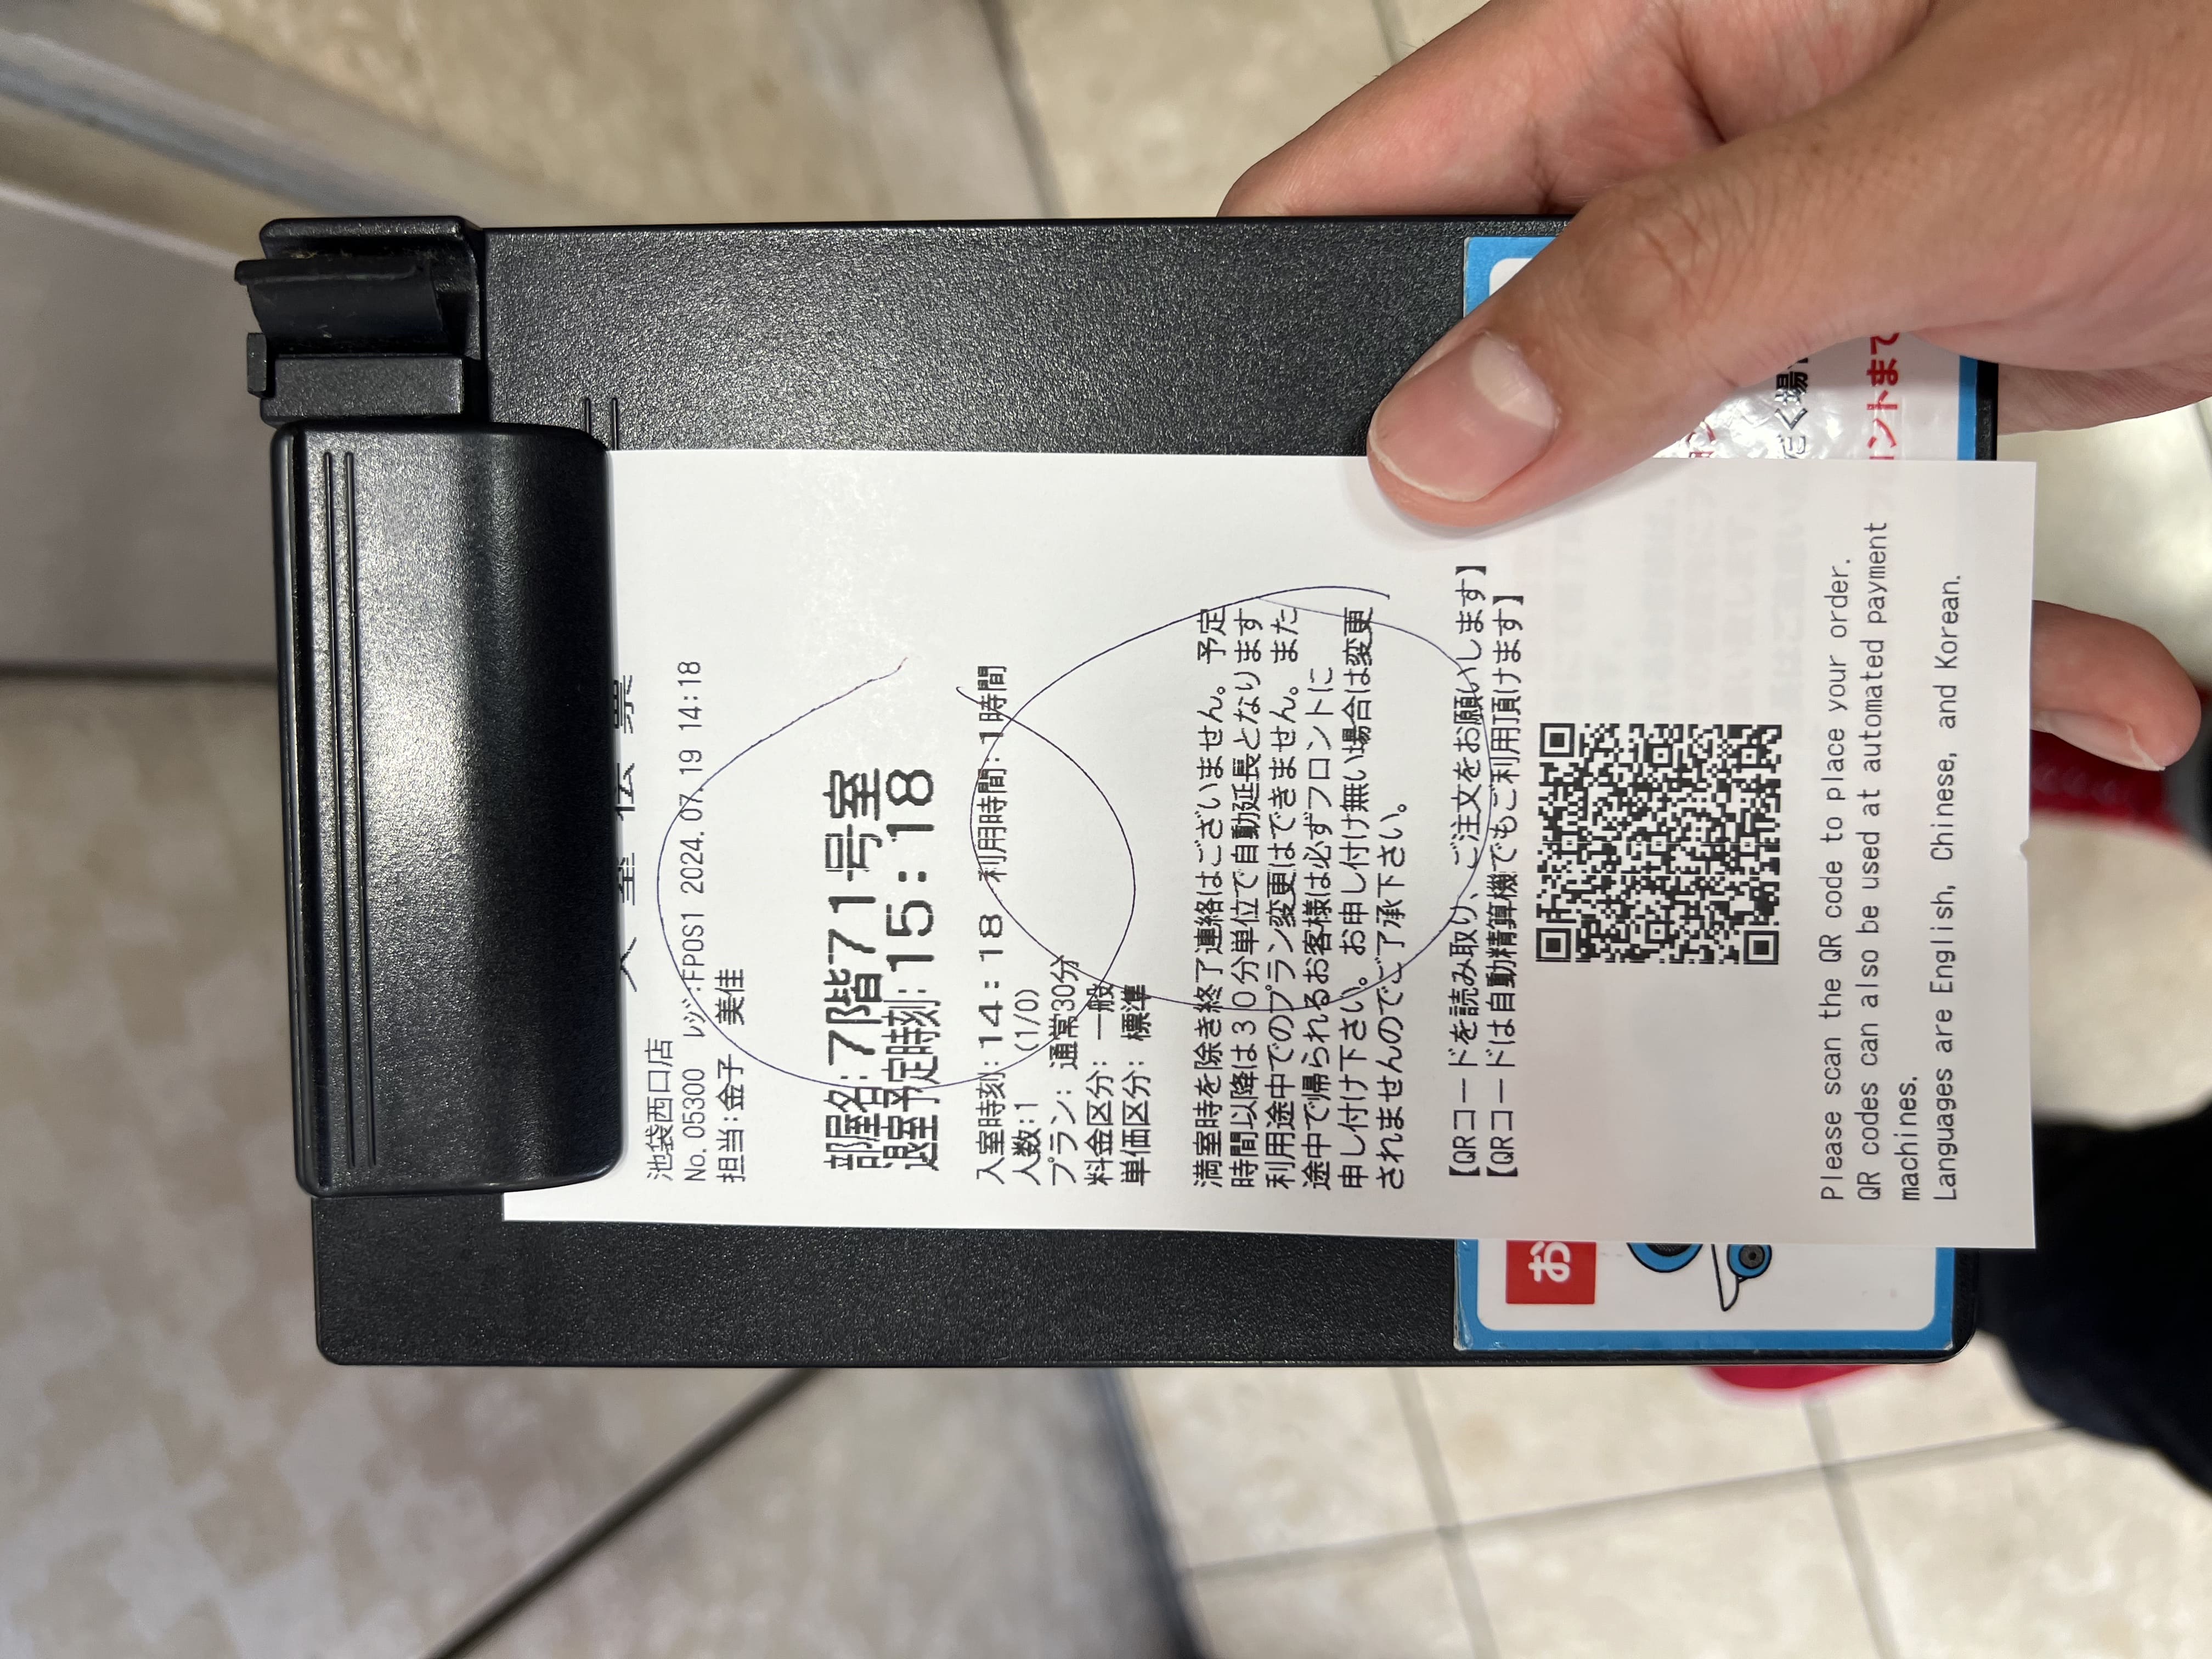 入室伝票
池袋西口店
No.05300 レジ:FPOS1 2024.07.19 14:18
担当:金子 美佳
部屋名:7階71号室
退室予定時刻:15:18
入室時刻:14:18 利用時間:1時間
人数:1 (1/0)
プラン: 通常30分
料金区分: 一般
単価区分: 標準
満室時を除き終了連絡はございません。予定
時間以降は30分単位で自動延長となります
利用途中でのプラン変更はできません。また
途中で帰られるお客様は必ずフロントに
申し付け下さい。お申し付け無い場合は変更
されませんのでご了承下さい。
【QRコードを読み取り、ご注文をお願いします】
【QRコードは自動精算機でもご利用頂けます】
お
だく場
ントまで
Please scan the QR code to place your order.
QR codes can also be used at automated payment
machines.
Languages are English, Chinese, and Korean.